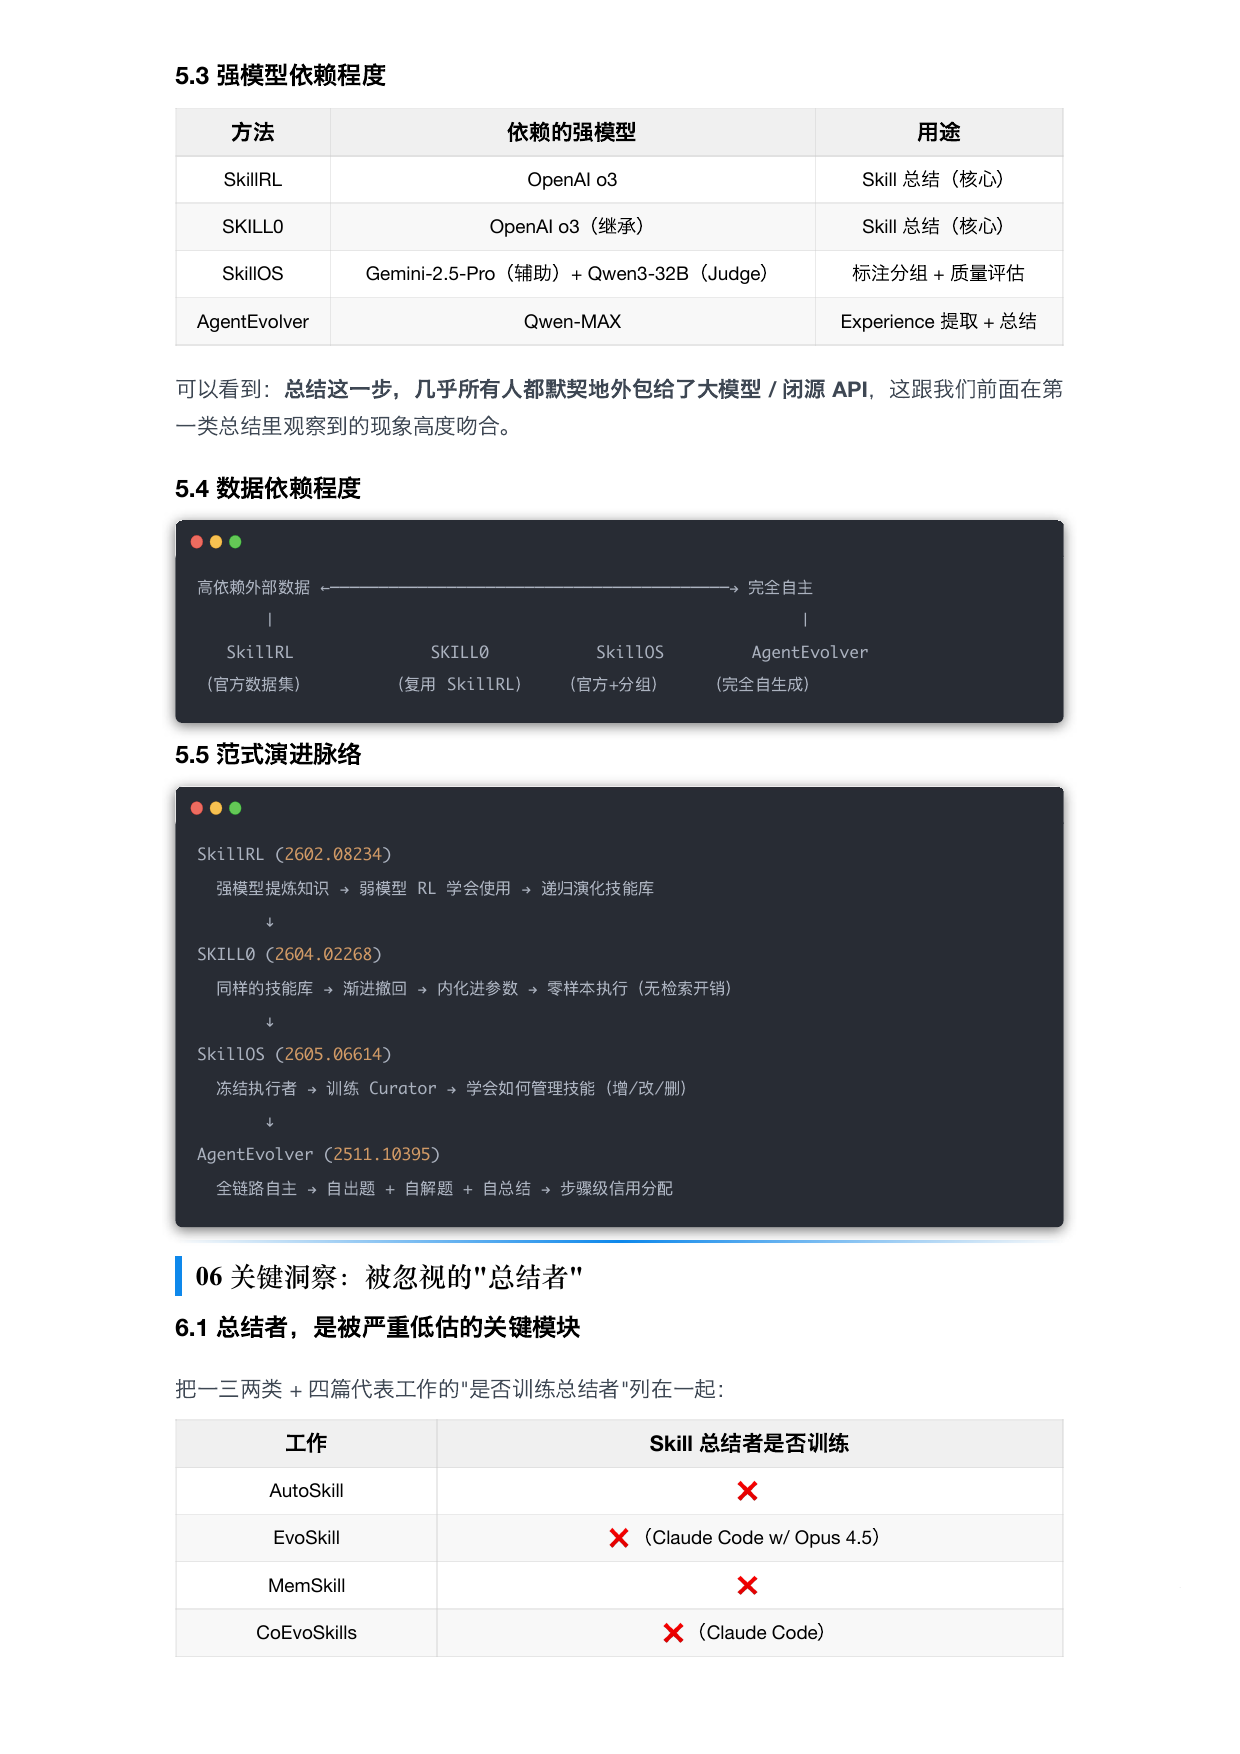 5.3 强模型依赖程度
方法 依赖的强模型 用途
SkillRL OpenAI o3 Skill 总结（核心）
SKILL0 OpenAI o3（继承） Skill 总结（核心）
SkillOS Gemini-2.5-Pro（辅助）+ Qwen3-32B（Judge） 标注分组 + 质量评估
AgentEvolver Qwen-MAX Experience 提取 + 总结
可以看到：总结这一步，几乎所有人都默契地外包给了大模型 / 闭源 API，这跟我们前面在第
一类总结里观察到的现象高度吻合。
5.4 数据依赖程度
高依赖外部数据 ←─────────────────────────────────────────→ 完全自主
| |
SkillRL SKILL0 SkillOS AgentEvolver
(官方数据集) (复用 SkillRL) (官方+分组) (完全自生成)
5.5 范式演进脉络
SkillRL (2602.08234)
强模型提炼知识 → 弱模型 RL 学会使用 → 递归演化技能库
↓
SKILL0 (2604.02268)
同样的技能库 → 渐进撤回 → 内化进参数 → 零样本执行 (无检索开销)
↓
SkillOS (2605.06614)
冻结执行者 → 训练 Curator → 学会如何管理技能 (增/改/删)
↓
AgentEvolver (2511.10395)
全链路自主 → 自出题 + 自解题 + 自总结 → 步骤级信用分配
06 关键洞察：被忽视的"总结者"
6.1 总结者，是被严重低估的关键模块
把一三两类 + 四篇代表工作的"是否训练总结者"列在一起：
工作 Skill 总结者是否训练
AutoSkill ❌
EvoSkill ❌（Claude Code w/ Opus 4.5）
MemSkill ❌
CoEvoSkills ❌（Claude Code）